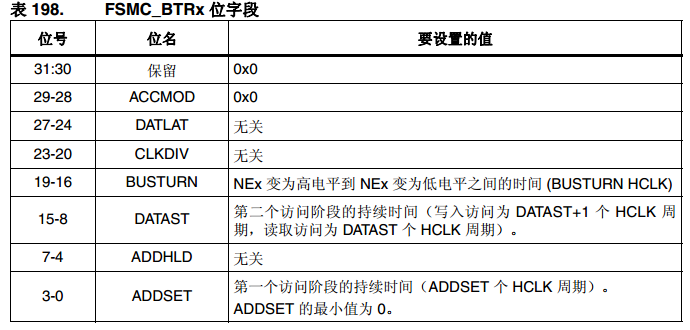 表 198. FSMC_BTRx 位字段
位号 位名 要设置的值
31:30 保留 0x0
29-28 ACCMOD 0x0
27-24 DATLAT 无关
23-20 CLKDIV 无关
19-16 BUSTURN NEx 变为高电平到 NEx 变为低电平之间的时间 (BUSTURN HCLK)
15-8 DATAST 第二个访问阶段的持续时间（写入访问为 DATAST+1 个 HCLK 周
期，读取访问为 DATAST 个 HCLK 周期）。
7-4 ADDHLD 无关
3-0 ADDSET 第一个访问阶段的持续时间（ADDSET 个 HCLK 周期）。
ADDSET 的最小值为 0。